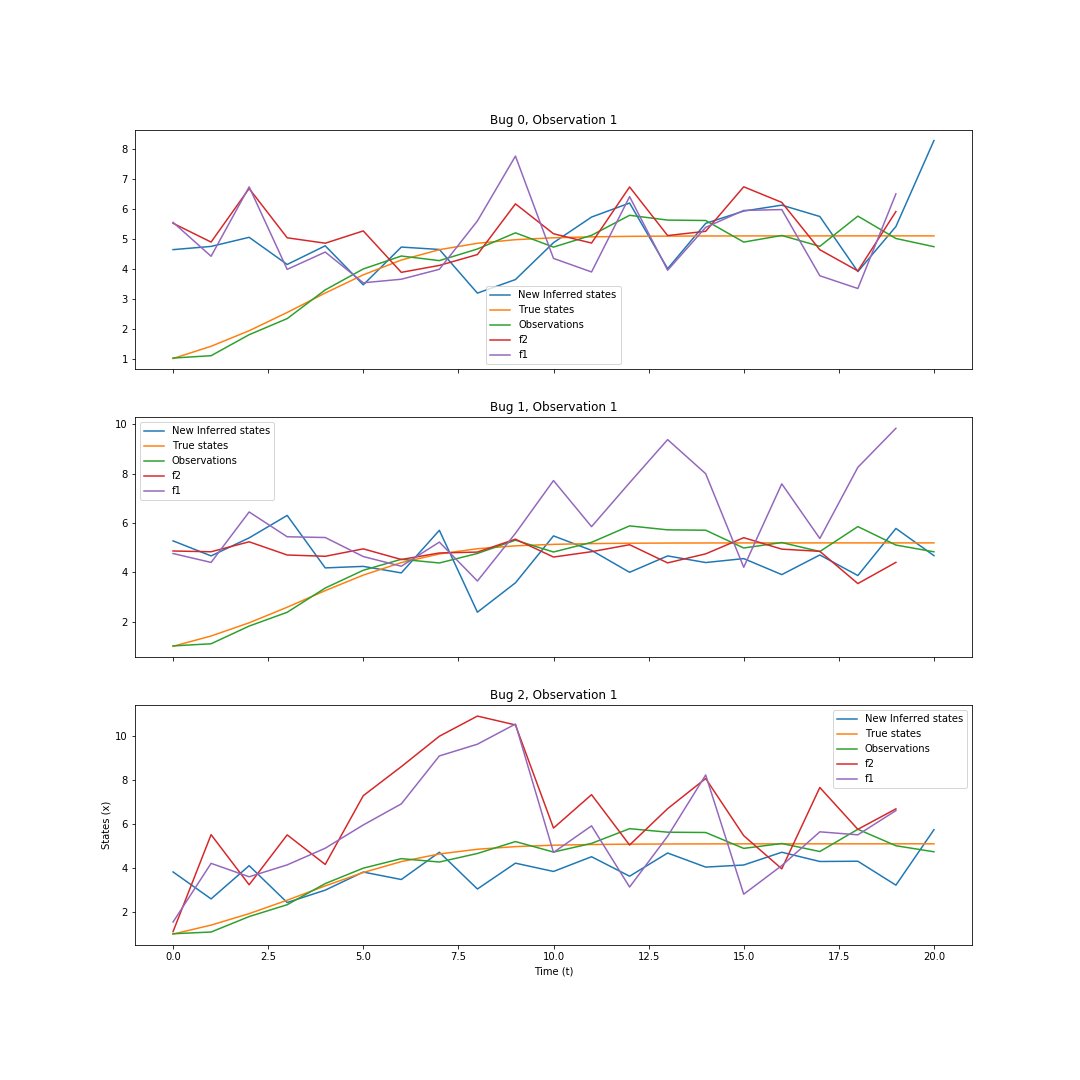 Bug 0, Observation 1
8
7
6
5
4
3
2
1
New Inferred states
True states
Observations
f2
f1
Bug 1, Observation 1
10
8
6
4
2
New Inferred states
True states
Observations
f2
f1
Bug 2, Observation 1
10
8
6
4
2
States (x)
New Inferred states
True states
Observations
f2
f1
0.0 2.5 5.0 7.5 10.0 12.5 15.0 17.5 20.0
Time (t)